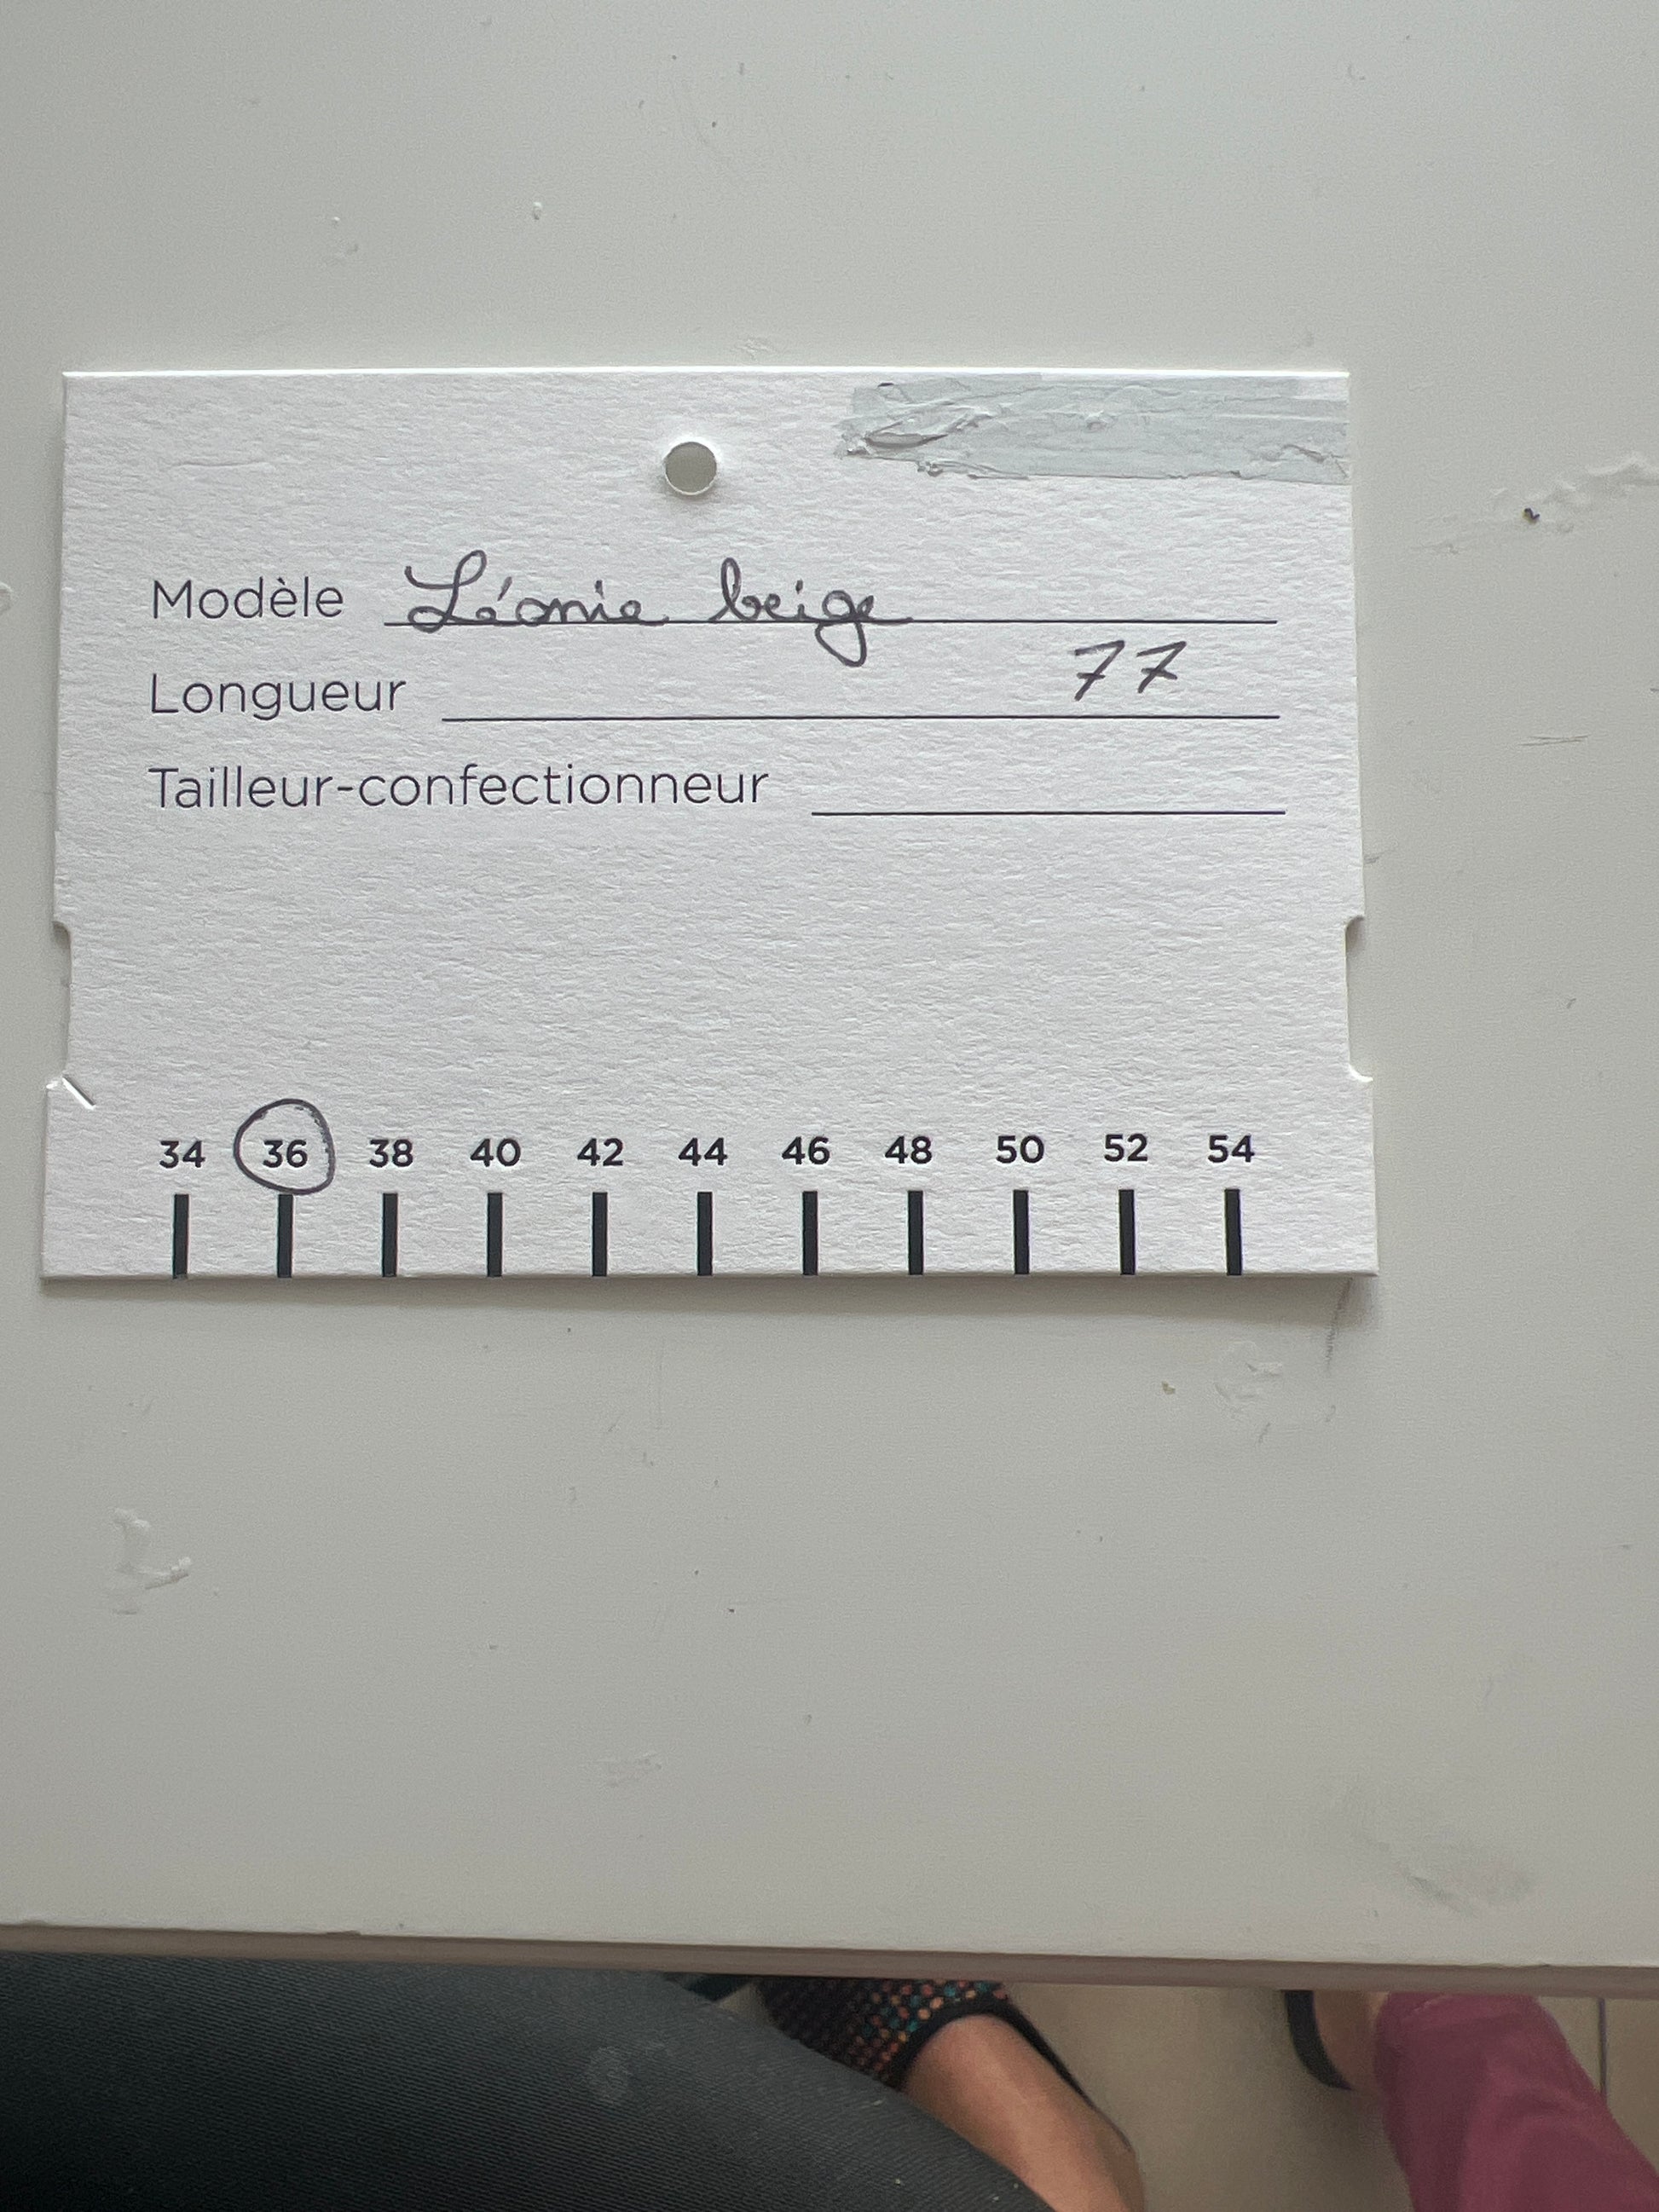 Modèle Léonie beige
Longueur 77
Tailleur-confectionneur
34 36 38 40 42 44 46 48 50 52 54